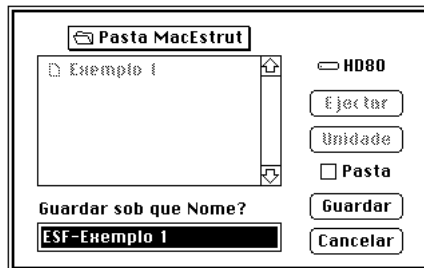 Pasta MacEstrut
Exemplo 1
HD80
Ejectar
Unidade
Pasta
Guardar sob que Nome?
Guardar
ESF-Exemplo 1
Cancelar